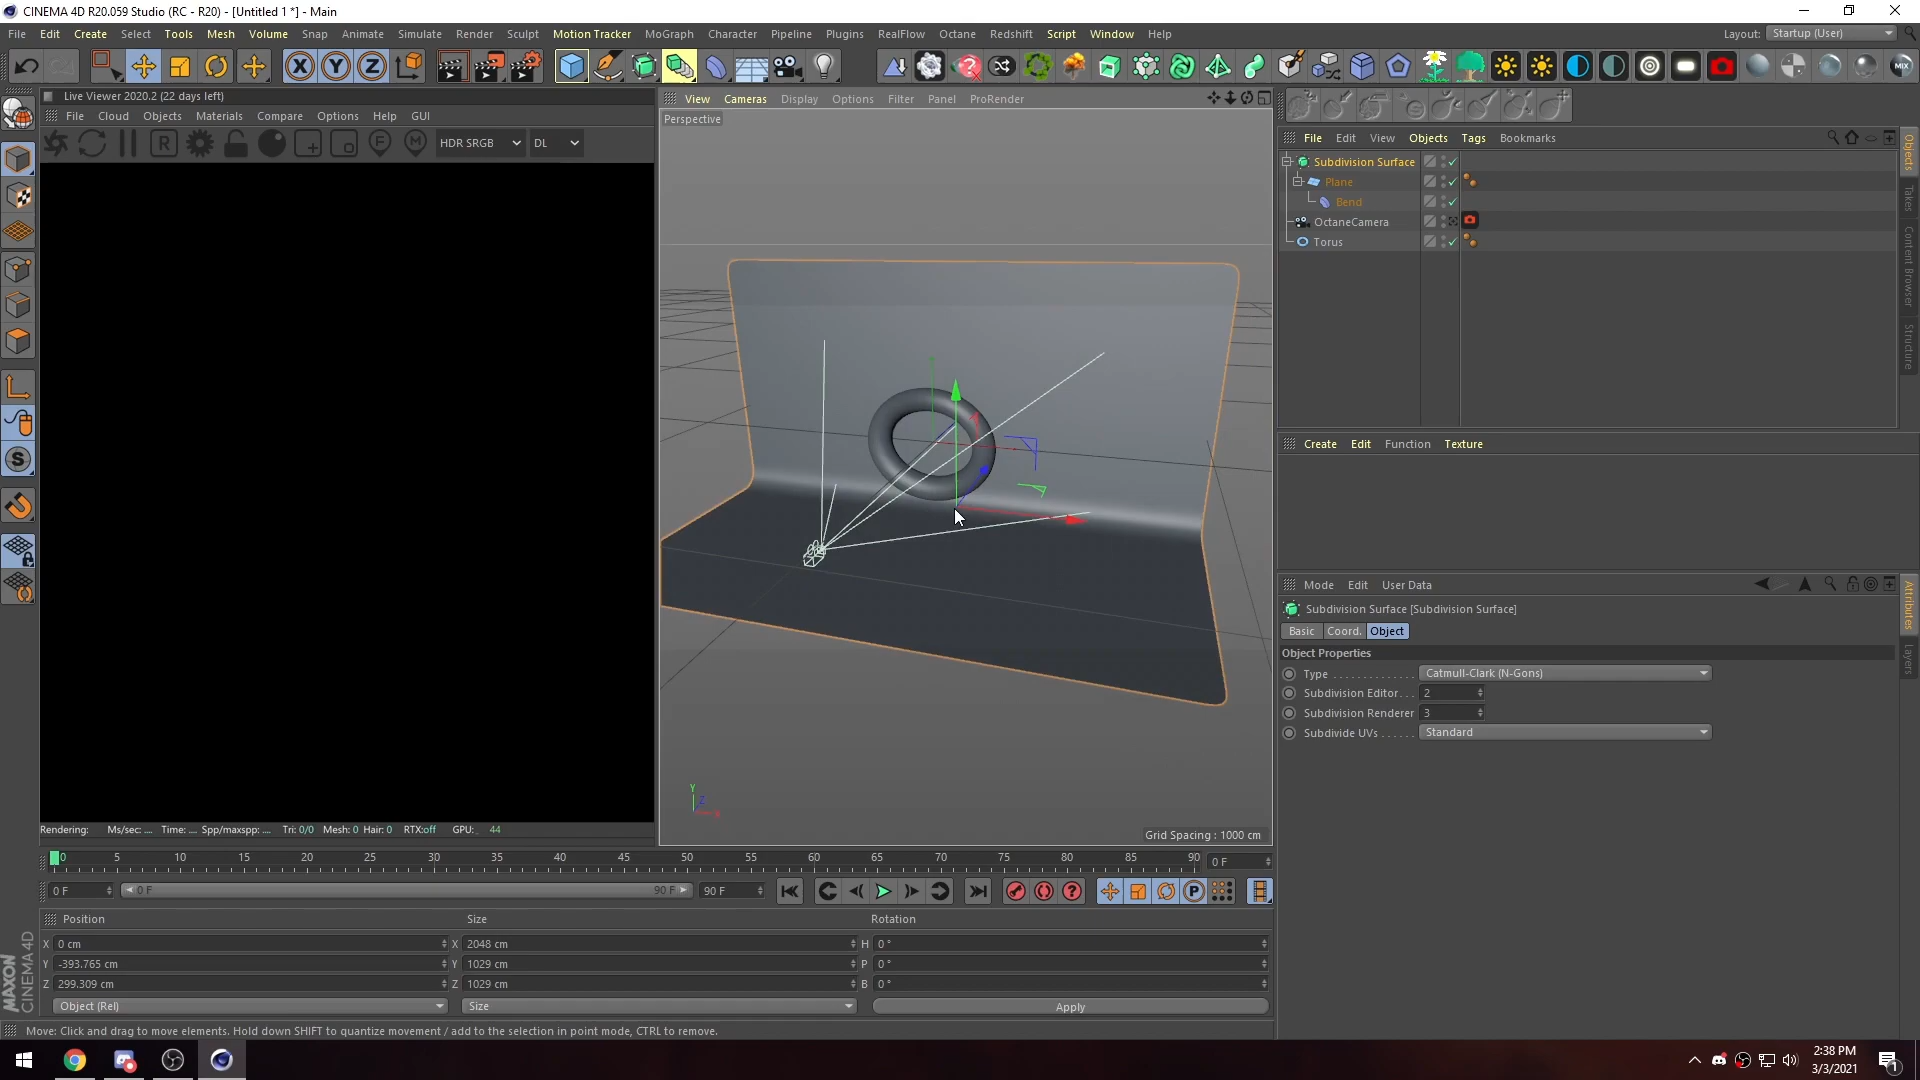 CINEMA 4D R20.059 Studio (RC - R20) - [Untitled 1 *] - Main
File Edit Create Select Tools Mesh Volume Snap Animate Simulate Render Sculpt Motion Tracker MoGraph Character Pipeline Plugins RealFlow Octane Redshift Script Window Help
Layout: Startup (User)
MIX
Live Viewer 2020.2 (22 days left)
File Cloud Objects Materials Compare Options Help GUI
R F M HDR SRGB DL
View Cameras Display Options Filter Panel ProRender
Perspective
Grid Spacing : 1000 cm
Rendering: Ms/sec: .... Time: .... Spp/maxspp: .... Tri: 0/0 Mesh: 0 Hair: 0 RTX:off GPU: 44
File Edit View Objects Tags Bookmarks
Subdivision Surface
Plane
Bend
OctaneCamera
Torus
Objects
Takes
Content Browser
Structure
Create Edit Function Texture
Mode Edit User Data
Subdivision Surface [Subdivision Surface]
Basic Coord. Object
Object Properties
Type Catmull-Clark (N-Gons)
Subdivision Editor 2
Subdivision Renderer 3
Subdivide UVs Standard
Attributes
Layers
0 5 10 15 20 25 30 35 40 45 50 55 60 65 70 75 80 85 90 0 F
0 F 0 F 90 F 90 F
Position Size Rotation
X 0 cm X 2048 cm H 0 °
Y -393.765 cm Y 1029 cm P 0 °
Z 299.309 cm Z 1029 cm B 0 °
Object (Rel) Size Apply
MAXON CINEMA 4D
Move: Click and drag to move elements. Hold down SHIFT to quantize movement / add to the selection in point mode, CTRL to remove.
2:38 PM
3/3/2021
1